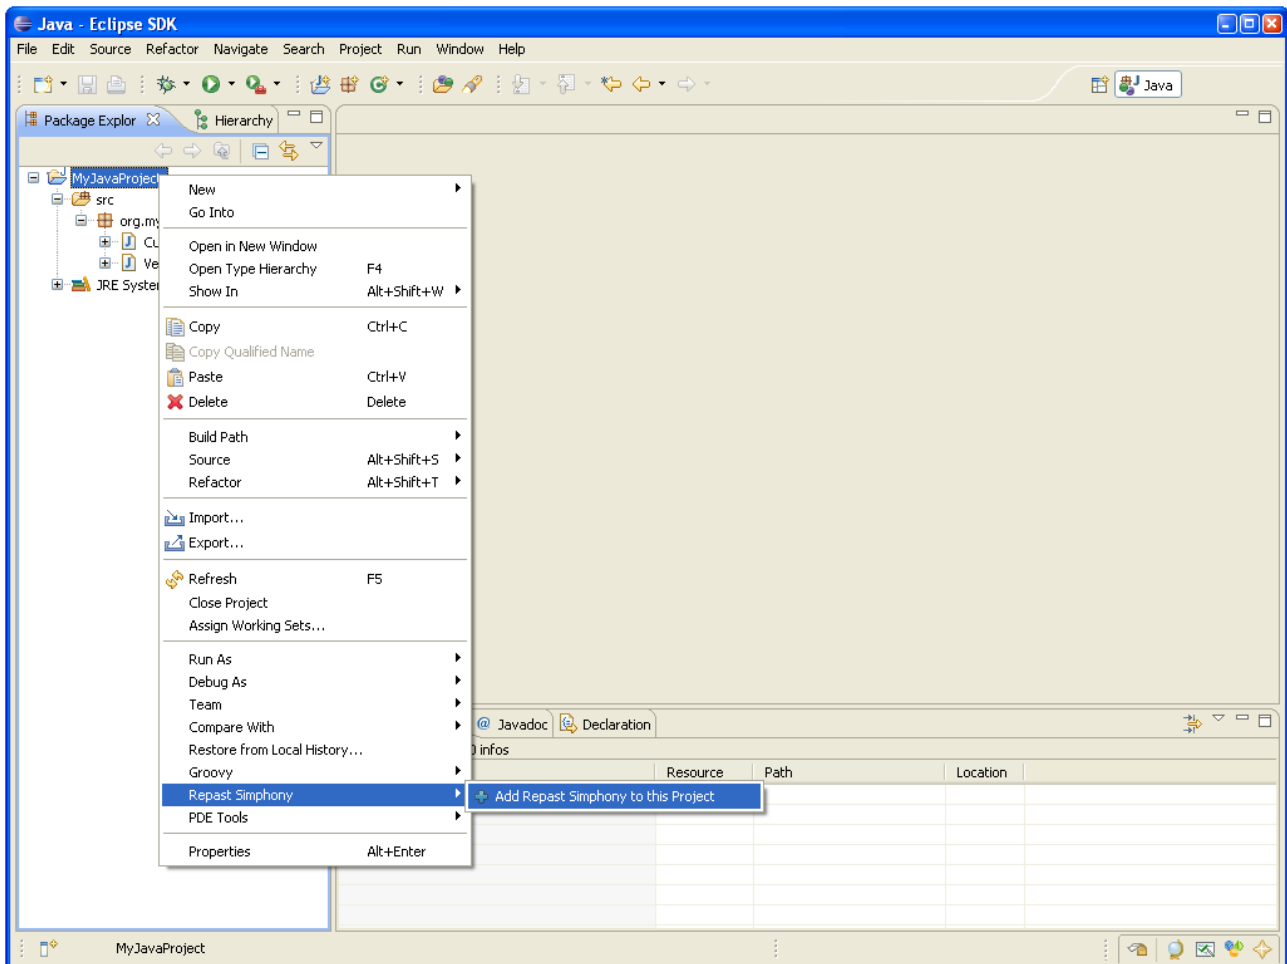 Java - Eclipse SDK
File Edit Source Refactor Navigate Search Project Run Window Help
Java
Package Explor Hierarchy
MyJavaProject
src
org.my
Cu
Ve
JRE Syster
New
Go Into
Open in New Window
Open Type Hierarchy F4
Show In Alt+Shift+W
Copy Ctrl+C
Copy Qualified Name
Paste Ctrl+V
Delete Delete
Build Path
Source Alt+Shift+S
Refactor Alt+Shift+T
Import...
Export...
Refresh F5
Close Project
Assign Working Sets...
Run As
Debug As
Team
Compare With
Restore from Local History...
Groovy
Repast Simphony
PDE Tools
Properties Alt+Enter
Add Repast Simphony to this Project
@ Javadoc Declaration
0 infos
Resource Path Location
MyJavaProject